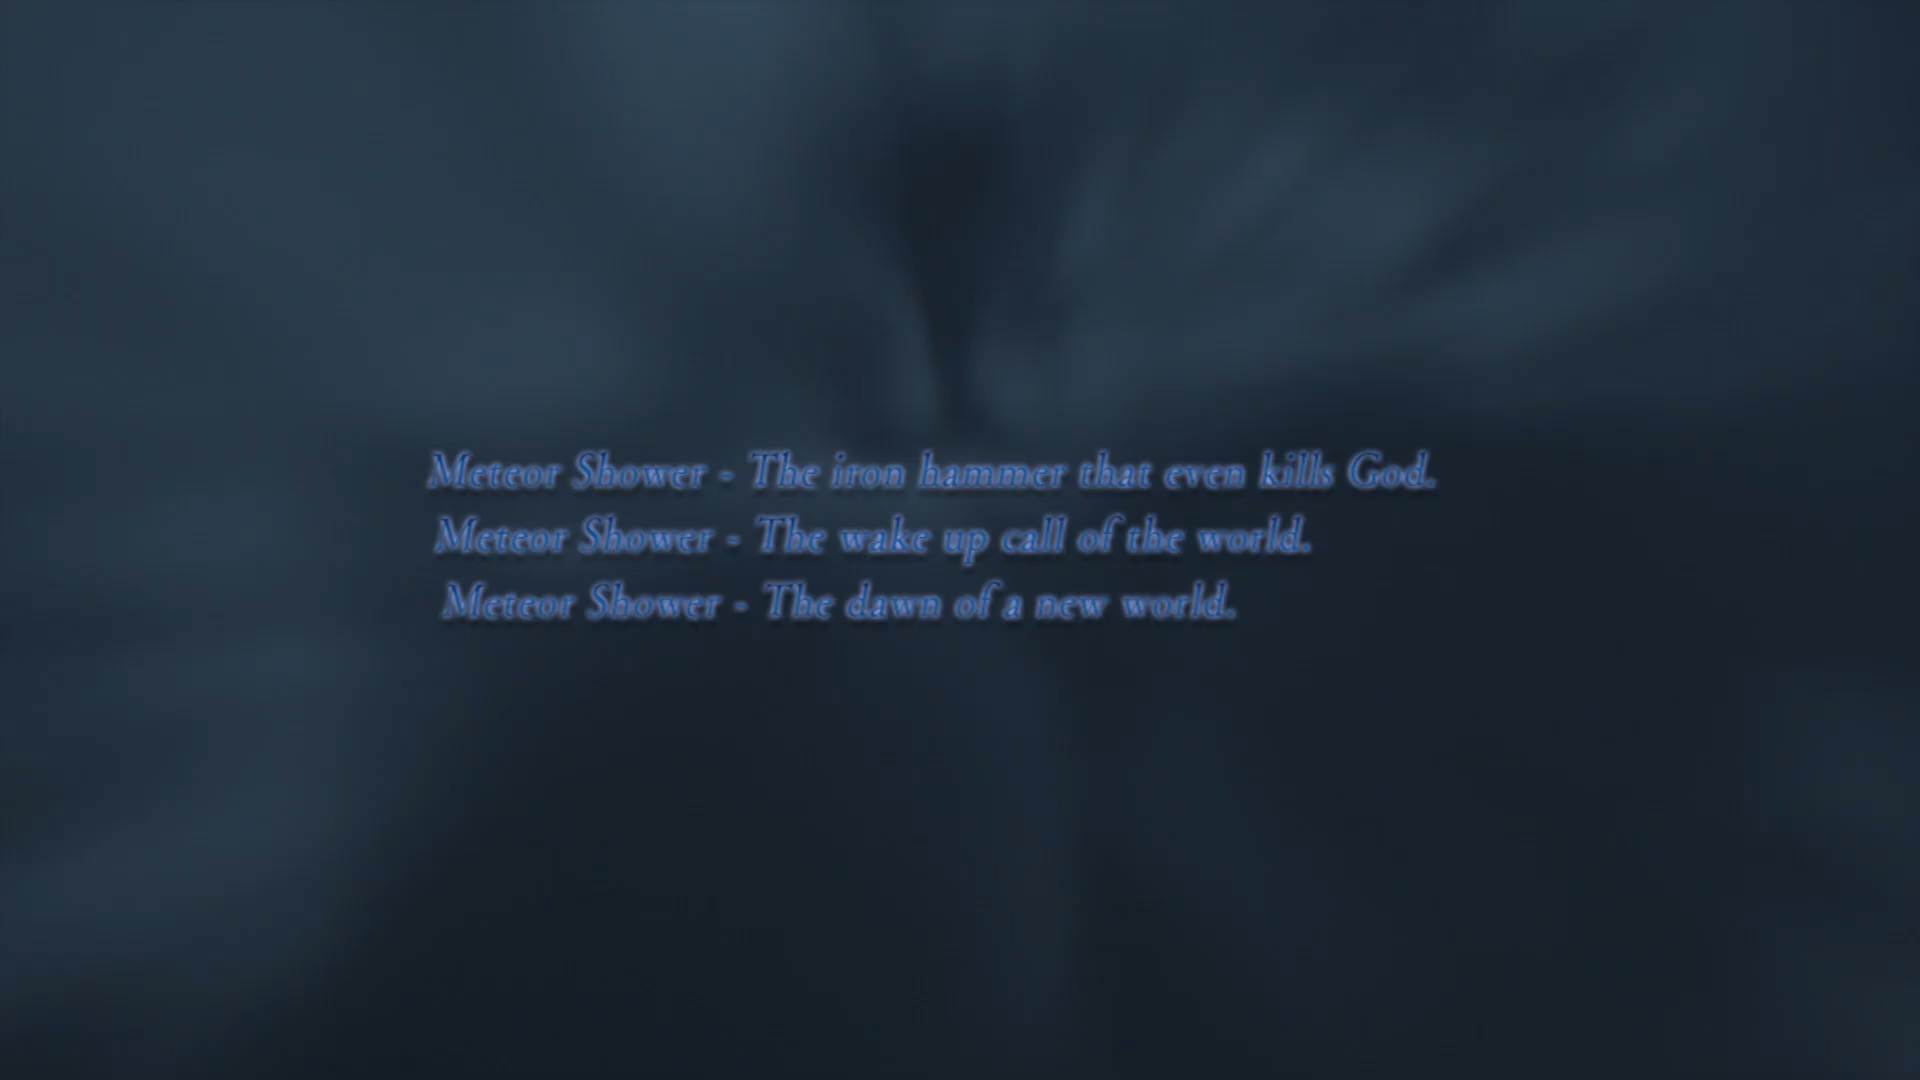 Meteor Shower - The iron hammer that even kills God.
Meteor Shower - The wake up call of the world.
Meteor Shower - The dawn of a new world.